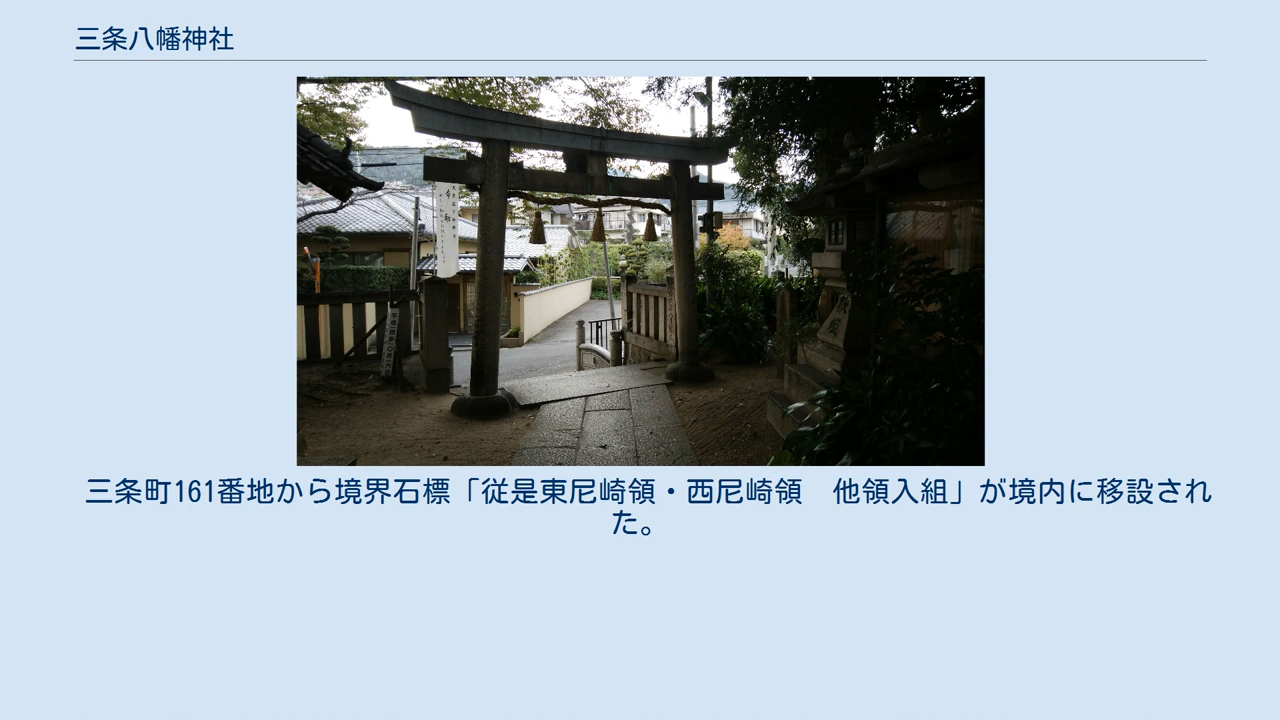 三条八幡神社
三条町161番地から境界石標「従是東尼崎領・西尼崎領　他領入組」が境内に移設され
た。